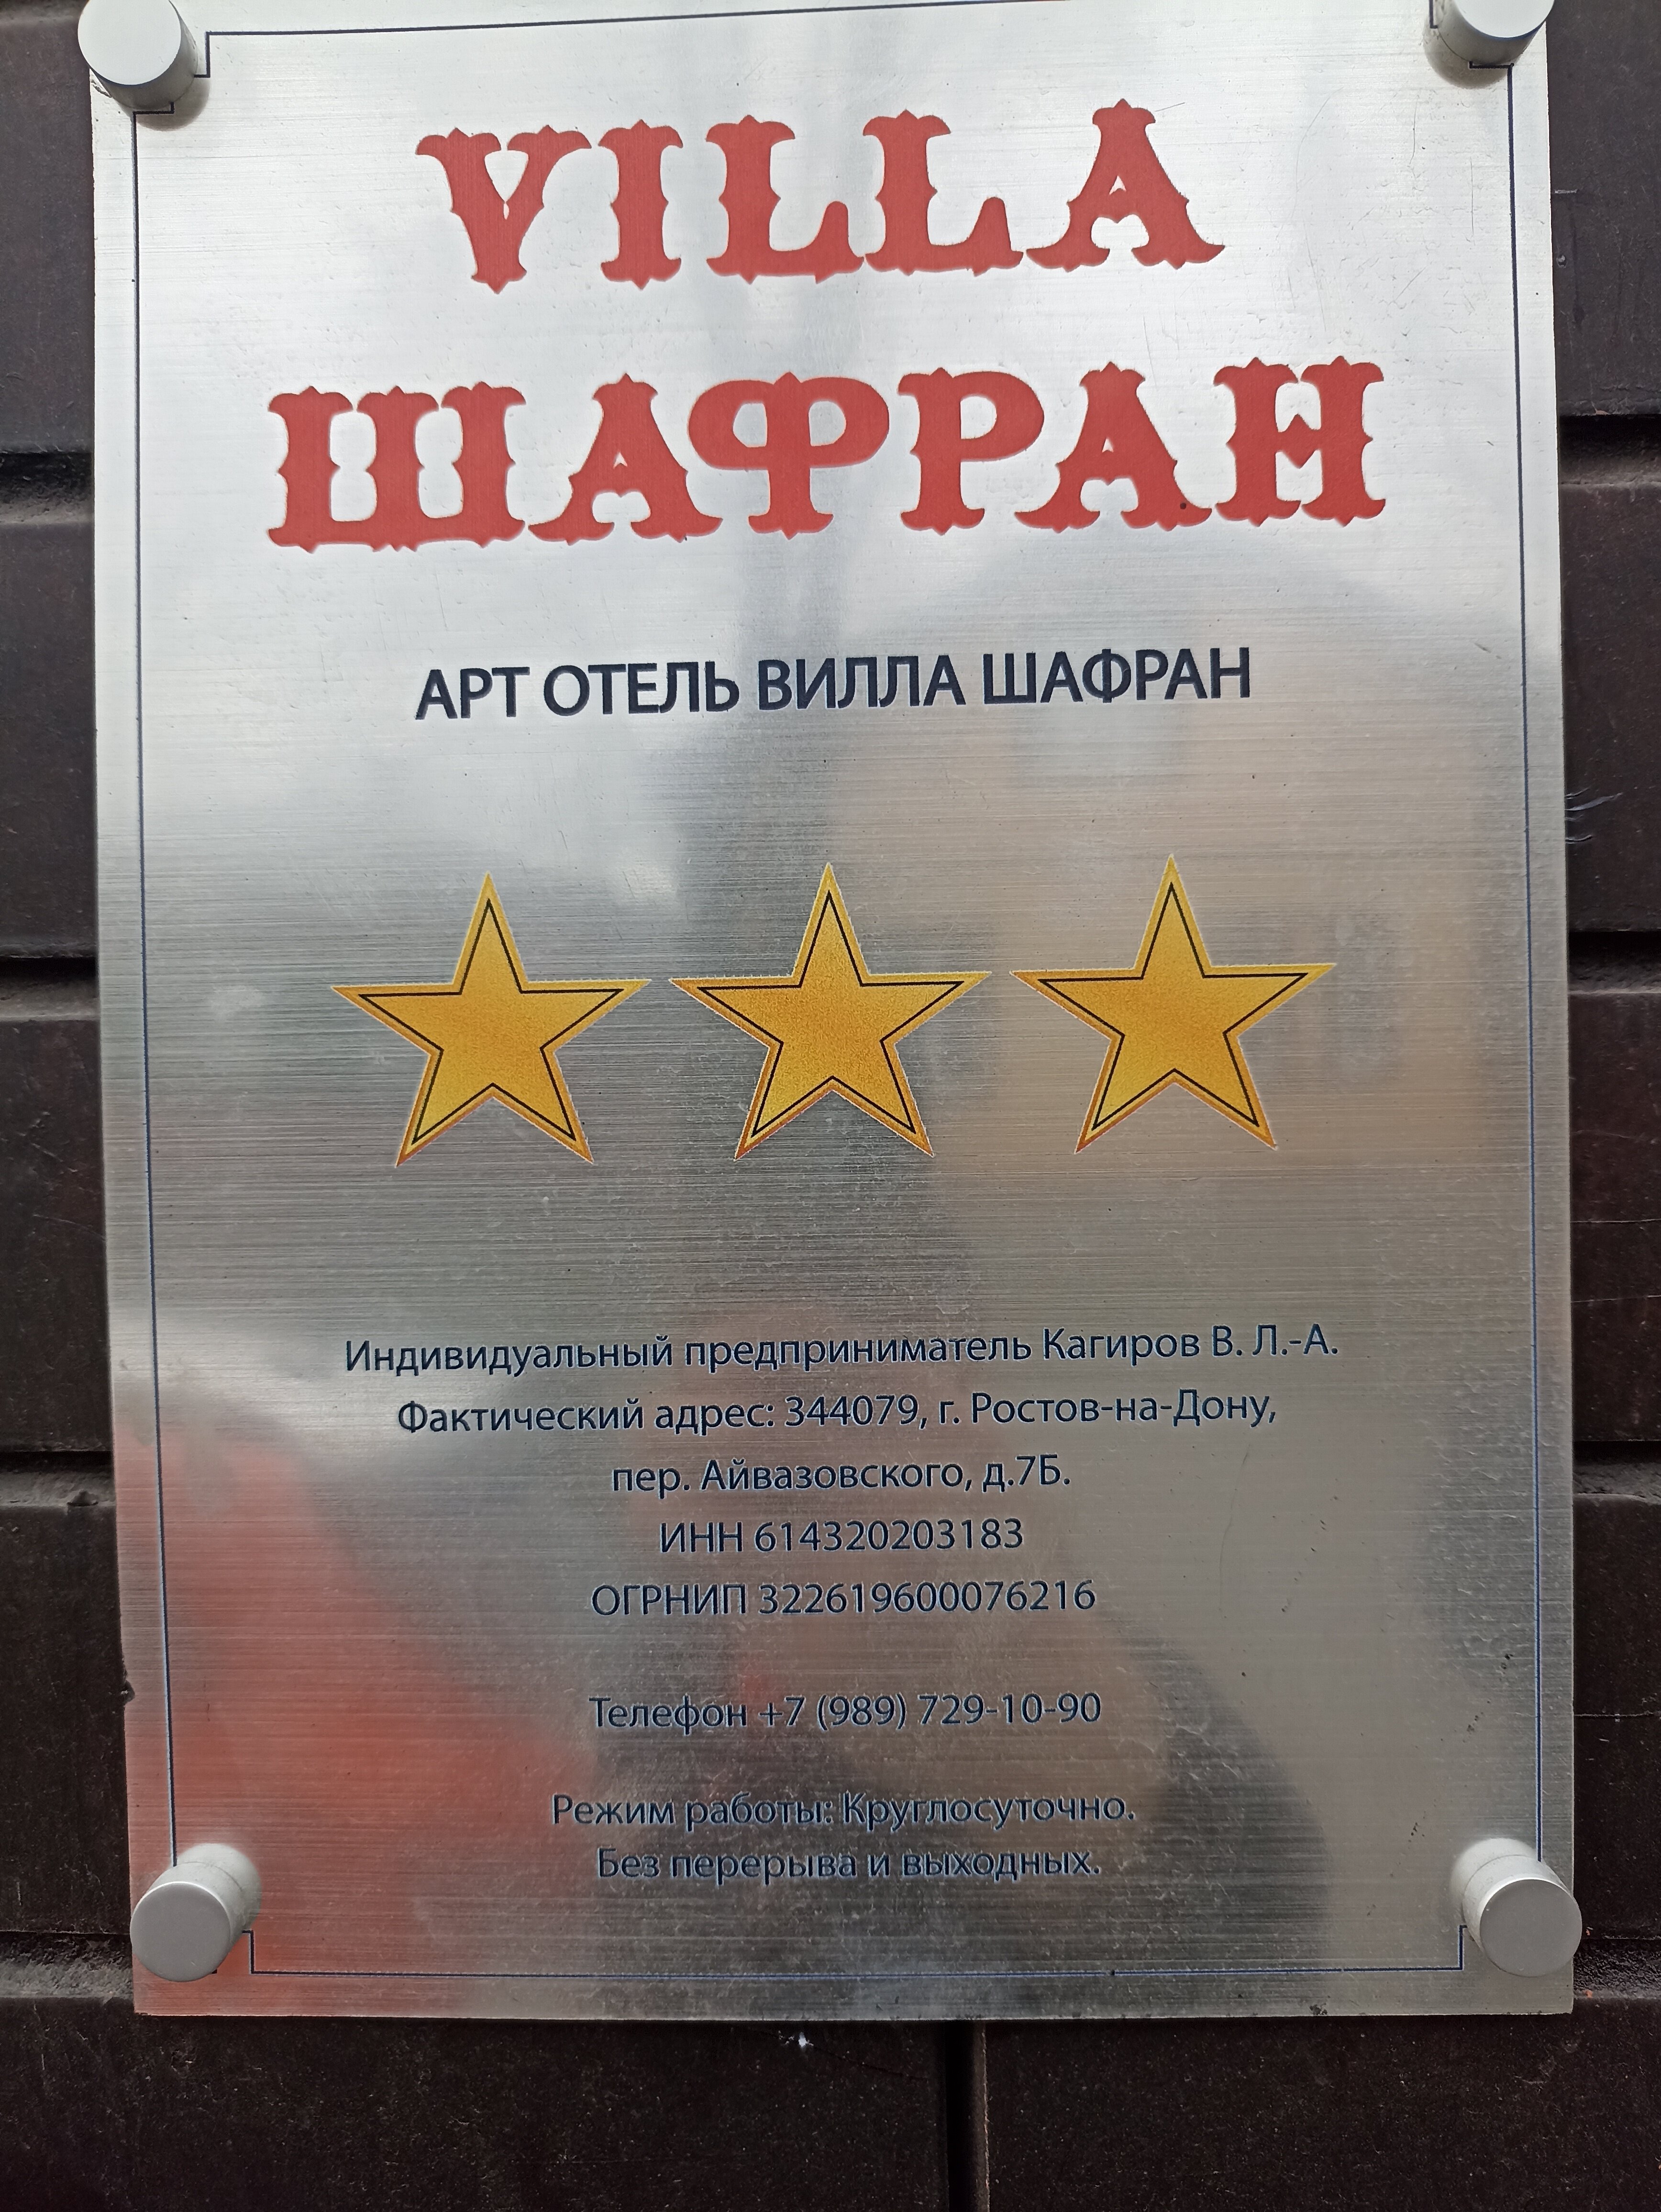 VILLA
ШАФРАН
АРТ ОТЕЛЬ ВИЛЛА ШАФРАН
Индивидуальный предприниматель Кагиров В. Л.-А.
Фактический адрес: 344079, г. Ростов-на-Дону,
пер. Айвазовского, д.7Б.
ИНН 614320203183
ОГРНИП 322619600076216
Телефон +7 (989) 729-10-90
Режим работы: Круглосуточно.
Без перерыва и выходных.